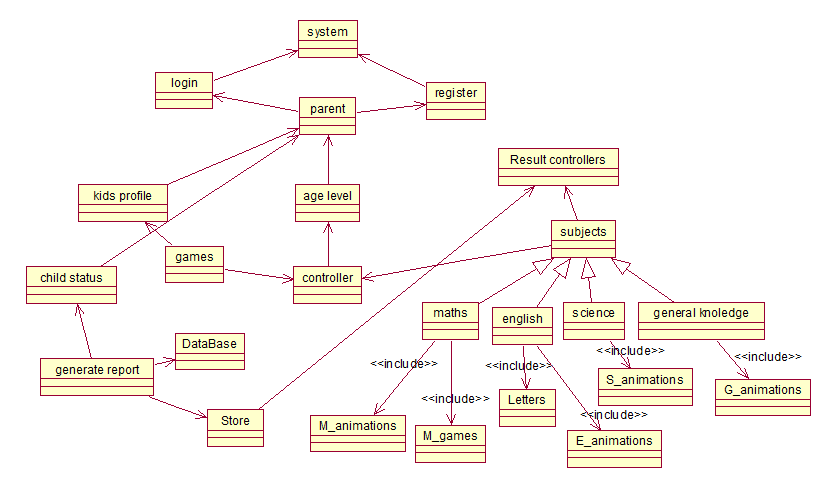 system
login
register
parent
Result controllers
kids profile
age level
subjects
games
child status
controller
maths
english
science
general knoledge
DataBase
generate report
<<include>>
<<include>>
<<include>>
<<include>>
S_animations
G_animations
<<include>>
Letters
<<include>>
Store
M_animations
M_games
E_animations